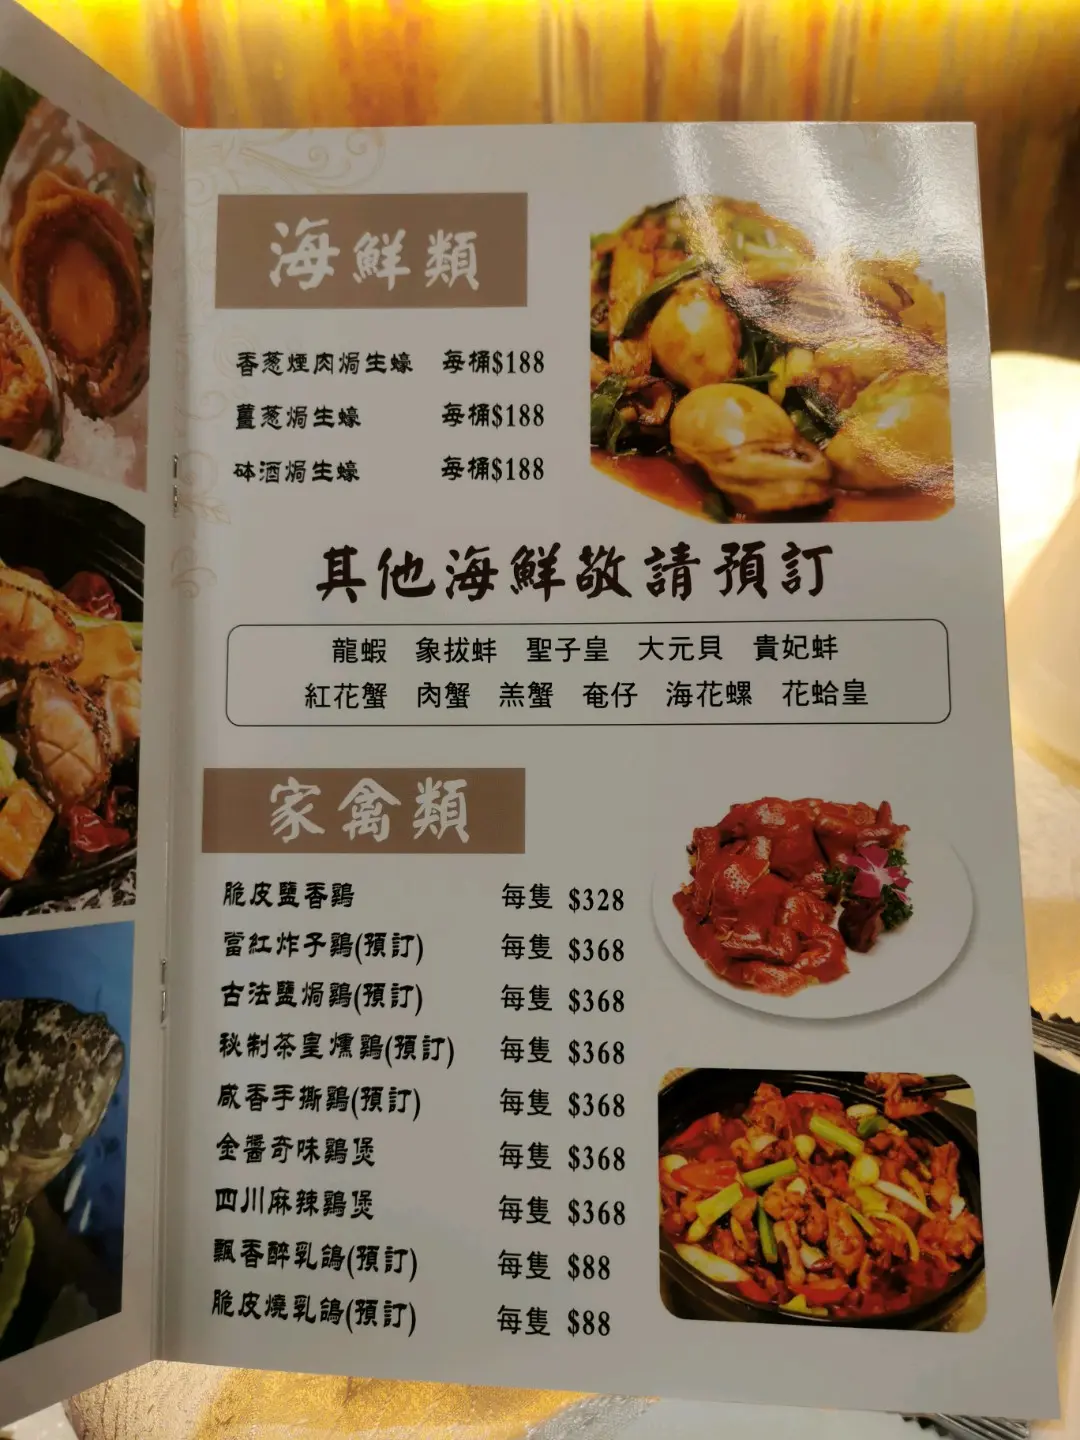 海鮮類
香葱煙肉焗生蠔 每桶$188
薑葱焗生蠔 每桶$188
砵酒焗生蠔 每桶$188
其他海鮮敬請預訂
龍蝦 象拔蚌 聖子皇 大元貝 貴妃蚌
紅花蟹 肉蟹 羔蟹 奄仔 海花螺 花蛤皇
家禽類
脆皮鹽香鷄 每隻 $328
當紅炸子鷄(預訂) 每隻 $368
古法鹽焗鷄(預訂) 每隻 $368
秘制茶皇燻鷄(預訂) 每隻 $368
咸香手撕鷄(預訂) 每隻 $368
金醬奇味鷄煲 每隻 $368
四川麻辣鷄煲 每隻 $368
飄香醉乳鴿(預訂) 每隻 $88
脆皮燒乳鴿(預訂) 每隻 $88